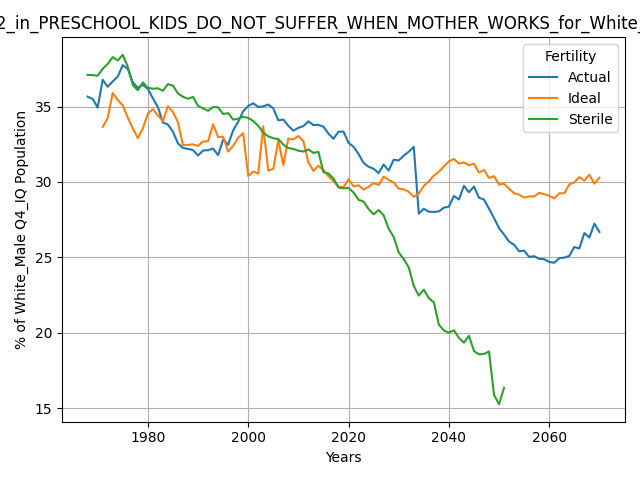 2_in_PRESCHOOL_KIDS_DO_NOT_SUFFER_WHEN_MOTHER_WORKS_for_White_
Fertility
Actual
Ideal
Sterile
% of White_Male Q4_IQ Population
35
30
25
20
15
1980
2000
2020
2040
2060
Years